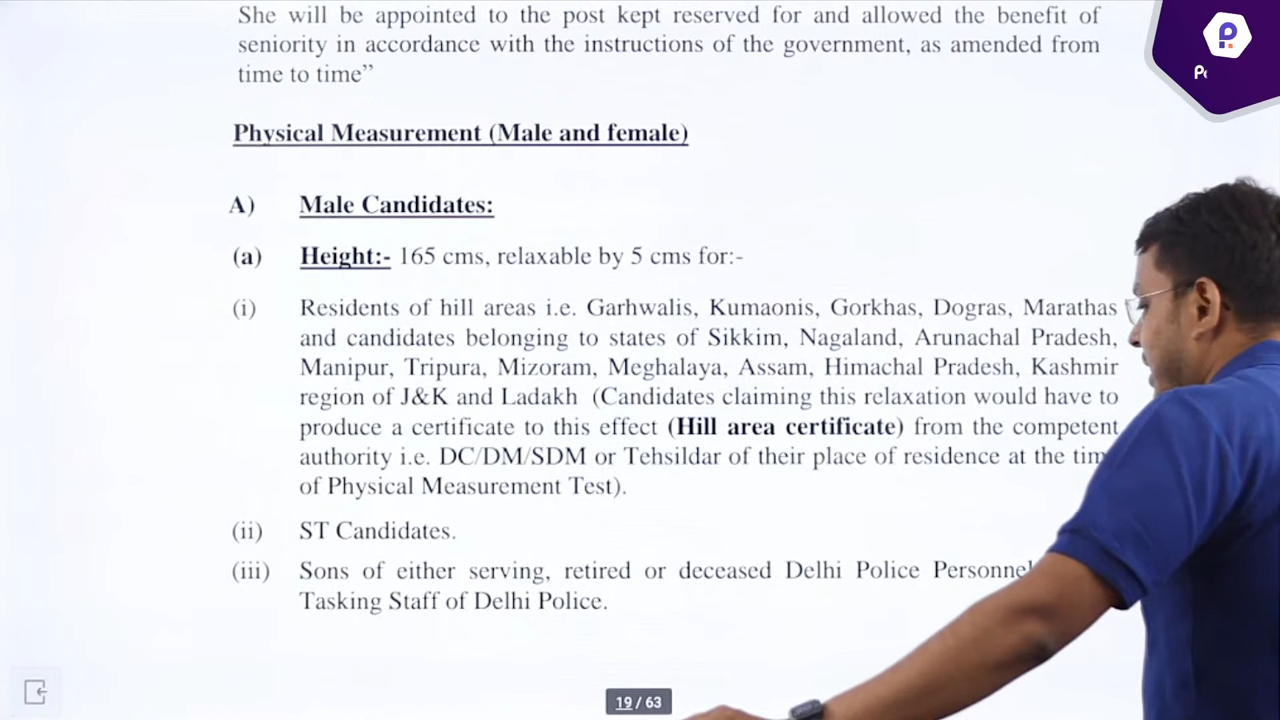 She will be appointed to the post kept reserved for and allowed the benefit of
seniority in accordance with the instructions of the government, as amended from
time to time”
Physical Measurement (Male and female)
A) Male Candidates:
(a) Height:- 165 cms, relaxable by 5 cms for:-
(i) Residents of hill areas i.e. Garhwalis, Kumaonis, Gorkhas, Dogras, Marathas
and candidates belonging to states of Sikkim, Nagaland, Arunachal Pradesh,
Manipur, Tripura, Mizoram, Meghalaya, Assam, Himachal Pradesh, Kashmir
region of J&K and Ladakh (Candidates claiming this relaxation would have to
produce a certificate to this effect (Hill area certificate) from the competent
authority i.e. DC/DM/SDM or Tehsildar of their place of residence at the
of Physical Measurement Test).
(ii) ST Candidates.
(iii) Sons of either serving, retired or deceased Delhi Police
Tasking Staff of Delhi Police.
19 / 63